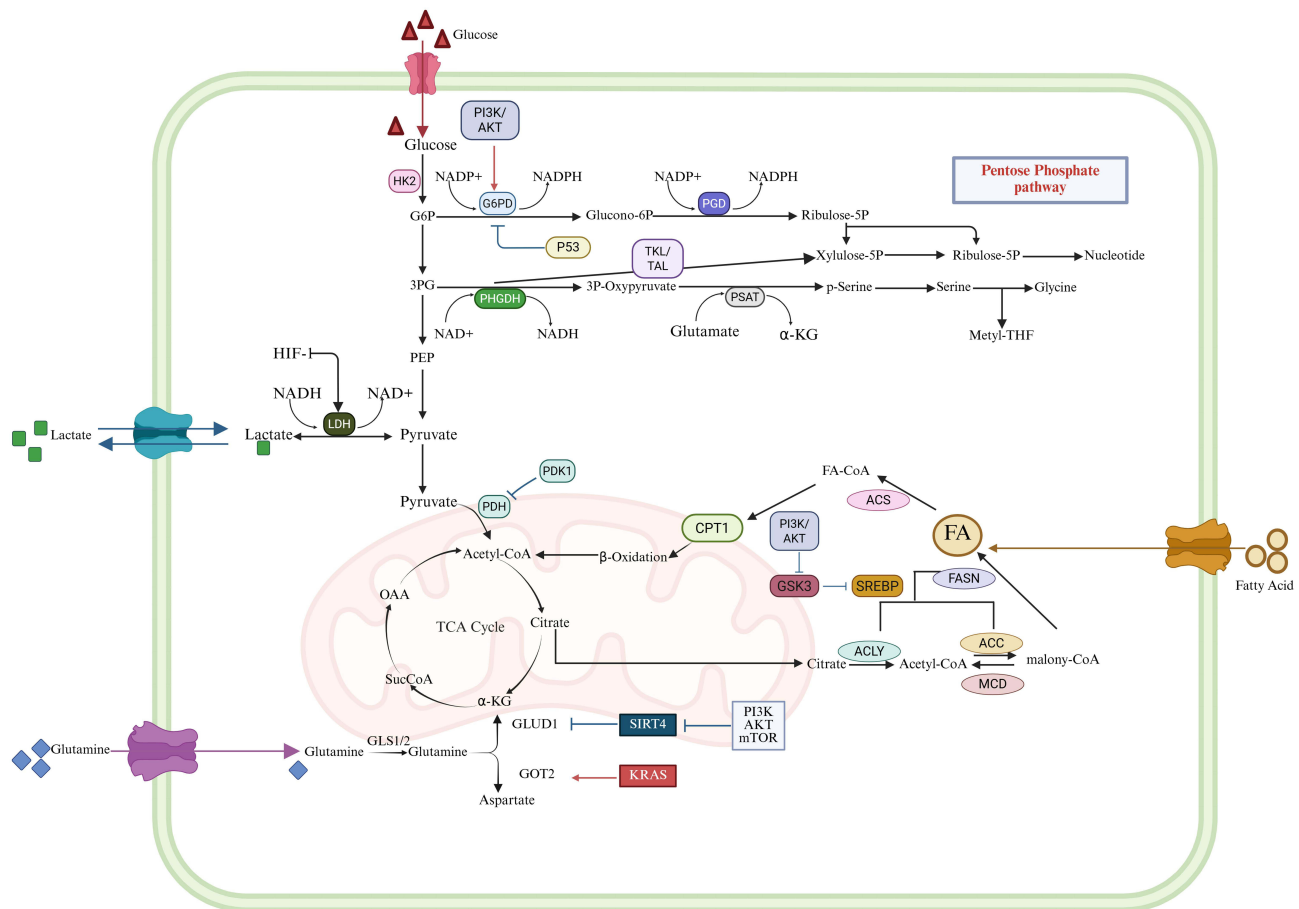 Glucose
PI3K/
AKT
Glucose
HK2
NADP+
NADPH
G6PD
NADP+
NADPH
PGD
Pentose Phosphate
pathway
G6P
Glucono-6P
Ribulose-5P
P53
TKL/
TAL
Xylulose-5P
Ribulose-5P
Nucleotide
3PG
PHGDH
3P-Oxypyruvate
PSAT
p-Serine
Serine
Glycine
NAD+
NADH
Glutamate
α-KG
Metyl-THF
HIF-1
PEP
NADH
NAD+
LDH
Lactate
Lactate
Pyruvate
PDK1
FA-CoA
Pyruvate
PDH
ACS
CPT1
PI3K/
AKT
FA
Acetyl-CoA
β-Oxidation
GSK3
SREBP
FASN
Fatty Acid
OAA
TCA Cycle
Citrate
ACLY
ACC
Citrate
Acetyl-CoA
malony-CoA
MCD
SucCoA
α-KG
GLUD1
SIRT4
PI3K
AKT
mTOR
Glutamine
Glutamine
GLS1/2
Glutamine
GOT2
KRAS
Aspartate